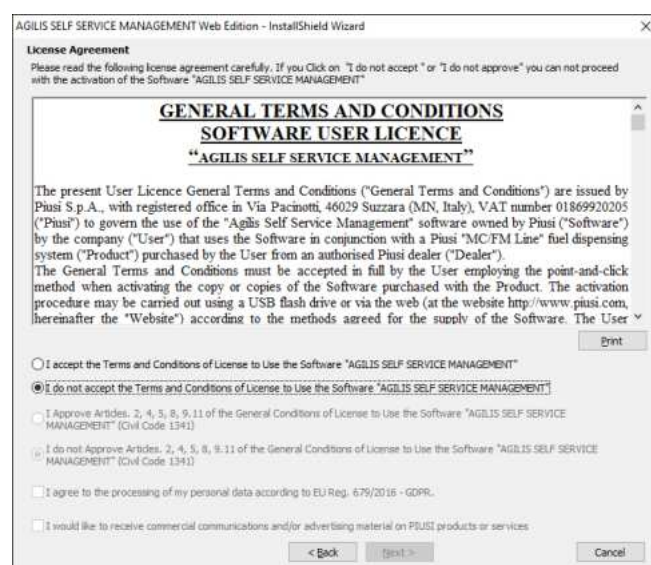 AGILIS SELF SERVICE MANAGEMENT Web Edition - InstallShield Wizard
License Agreement
Please read the following license agreement carefully. If you Click on "I do not accept " or "I do not approve" you can not proceed
with the activation of the Software "AGILIS SELF SERVICE MANAGEMENT"
GENERAL TERMS AND CONDITIONS
SOFTWARE USER LICENCE
"AGILIS SELF SERVICE MANAGEMENT"
The present User Licence General Terms and Conditions ("General Terms and Conditions") are issued by
Piusi S.p.A., with registered office in Via Pacinotti, 46029 Suzzara (MN, Italy), VAT number 01869920205
("Piusi") to govern the use of the "Agilis Self Service Management" software owned by Piusi ("Software")
by the company ("User") that uses the Software in conjunction with a Piusi "MC/FM Line" fuel dispensing
system ("Product") purchased by the User from an authorised Piusi dealer ("Dealer").
The General Terms and Conditions must be accepted in full by the User employing the point-and-click
method when activating the copy or copies of the Software purchased with the Product. The activation
procedure may be carried out using a USB flash drive or via the web (at the website http://www.piusi.com,
hereinafter the "Website") according to the methods agreed for the supply of the Software. The User
Print
I accept the Terms and Conditions of License to Use the Software "AGILIS SELF SERVICE MANAGEMENT"
I do not accept the Terms and Conditions of License to Use the Software "AGILIS SELF SERVICE MANAGEMENT"
I Approve Articles. 2, 4, 5, 8, 9.11 of the General Conditions of License to Use the Software "AGILIS SELF SERVICE
MANAGEMENT" (Civil Code 1341)
I do not Approve Articles. 2, 4, 5, 8, 9.11 of the General Conditions of License to Use the Software "AGILIS SELF SERVICE
MANAGEMENT" (Civil Code 1341)
I agree to the processing of my personal data according to EU Reg. 679/2016 - GDPR.
I would like to receive commercial communications and/or advertising material on PIUSI products or services
< Back Next > Cancel